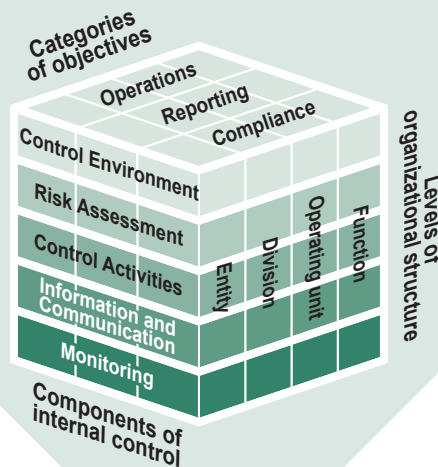 Categories
of objectives
Operations
Reporting
Compliance
Control Environment
Risk Assessment
Control Activities
Information and
Communication
Monitoring
Entity
Division
Operating unit
Function
Levels of
organizational structure
Components of
internal control